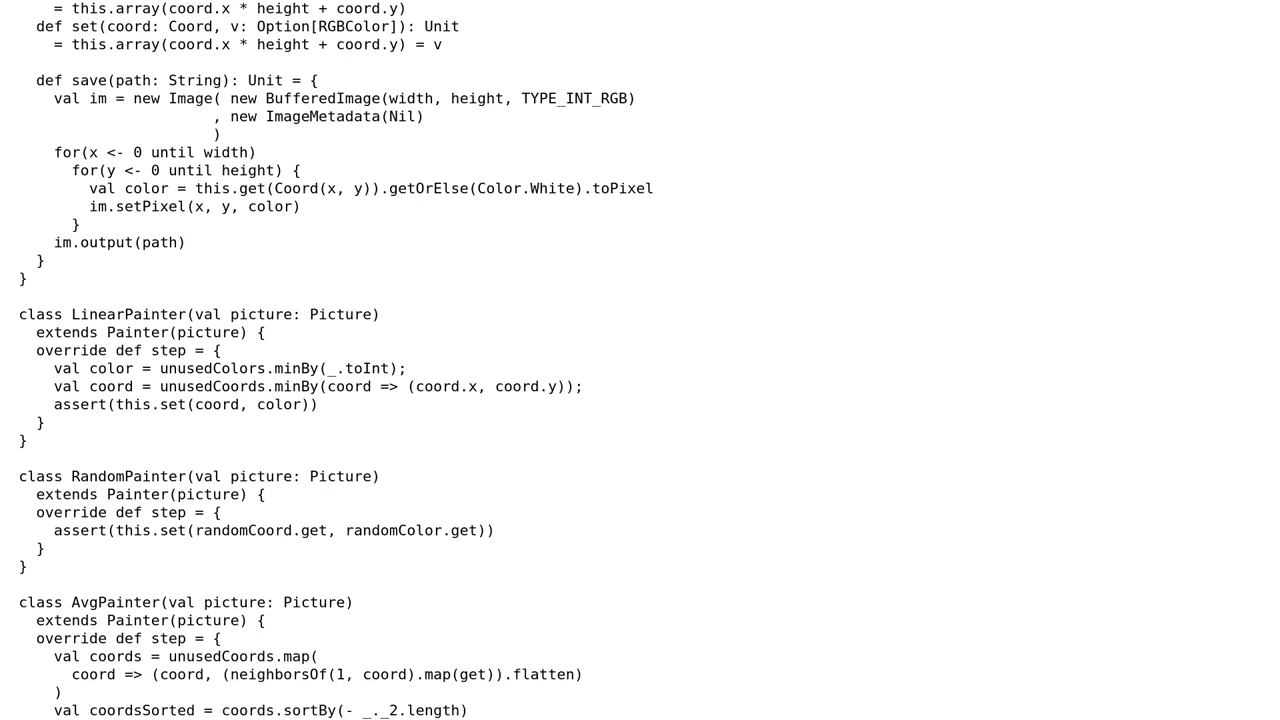 = this.array(coord.x * height + coord.y)
  def set(coord: Coord, v: Option[RGBColor]): Unit
    = this.array(coord.x * height + coord.y) = v

  def save(path: String): Unit = {
    val im = new Image( new BufferedImage(width, height, TYPE_INT_RGB)
                      , new ImageMetadata(Nil)
                      )
    for(x <- 0 until width)
      for(y <- 0 until height) {
        val color = this.get(Coord(x, y)).getOrElse(Color.White).toPixel
        im.setPixel(x, y, color)
      }
    im.output(path)
  }
}

class LinearPainter(val picture: Picture)
  extends Painter(picture) {
  override def step = {
    val color = unusedColors.minBy(_.toInt);
    val coord = unusedCoords.minBy(coord => (coord.x, coord.y));
    assert(this.set(coord, color))
  }
}

class RandomPainter(val picture: Picture)
  extends Painter(picture) {
  override def step = {
    assert(this.set(randomCoord.get, randomColor.get))
  }
}

class AvgPainter(val picture: Picture)
  extends Painter(picture) {
  override def step = {
    val coords = unusedCoords.map(
      coord => (coord, (neighborsOf(1, coord).map(get)).flatten)
    )
    val coordsSorted = coords.sortBy(- _._2.length)